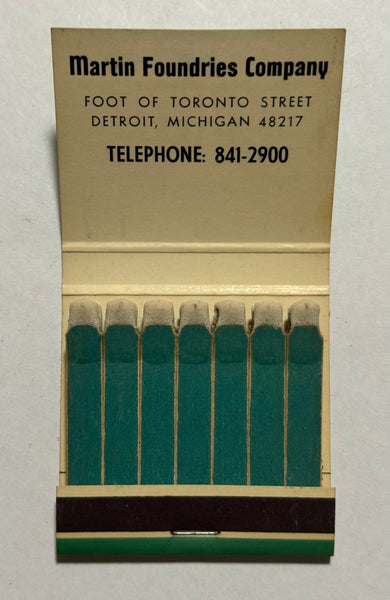 Martin Foundries Company
FOOT OF TORONTO STREET
DETROIT, MICHIGAN 48217
TELEPHONE: 841-2900